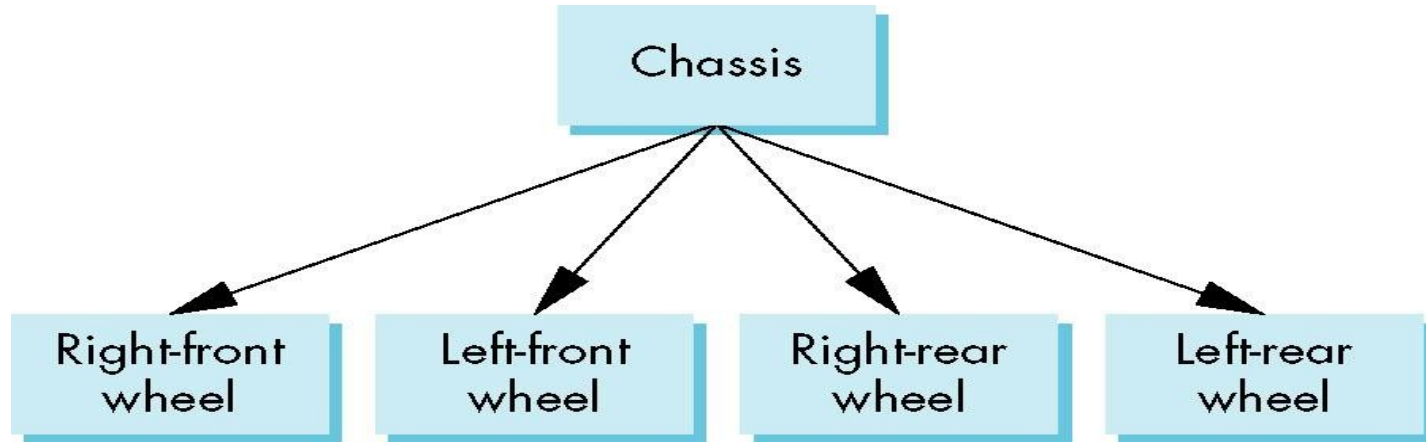 Chassis
Right-front
wheel
Left-front
wheel
Right-rear
wheel
Left-rear
wheel